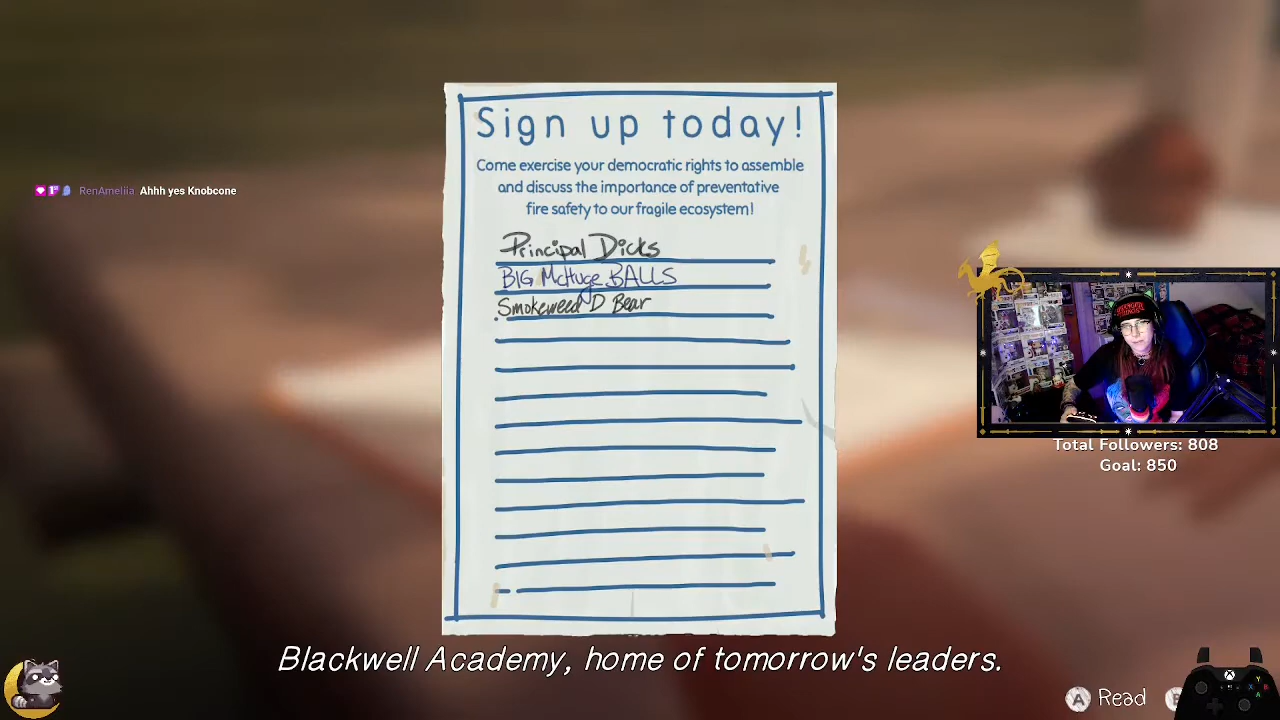 Sign up today!
Come exercise your democratic rights to assemble
and discuss the importance of preventative
fire safety to our fragile ecosystem!
RenAmeliia Ahhh yes Knobcone
Principal Dicks
BIG McHuge BALLS
Smokeweed D Bear
Total Followers: 808
Goal: 850
Blackwell Academy, home of tomorrow's leaders.
A Read